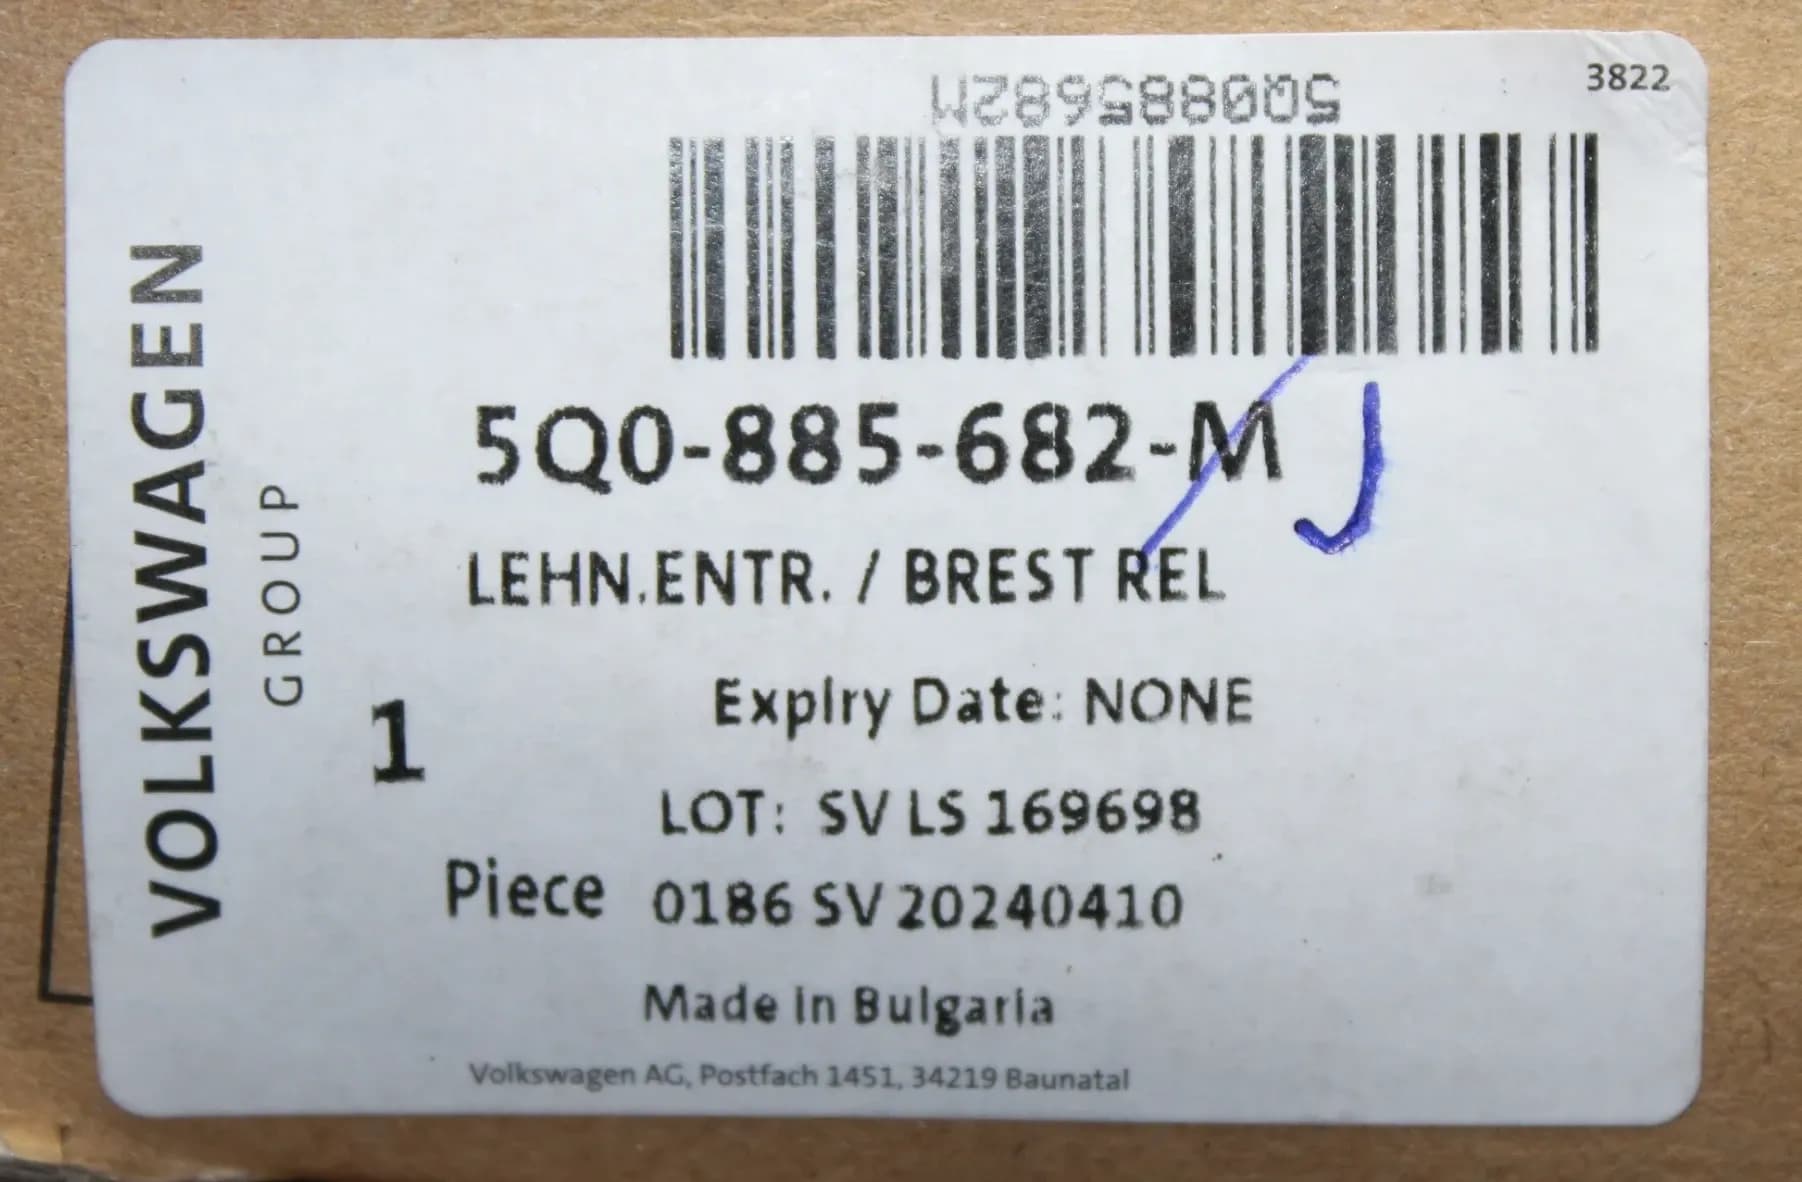 3822
5Q0885682M
5Q0-885-682-M J
LEHN.ENTR. / BREST REL
Expiry Date: NONE
1
LOT: SV LS 169698
Piece 0186 SV 20240410
Made in Bulgaria
Volkswagen AG, Postfach 1451, 34219 Baunatal
VOLKSWAGEN
GROUP